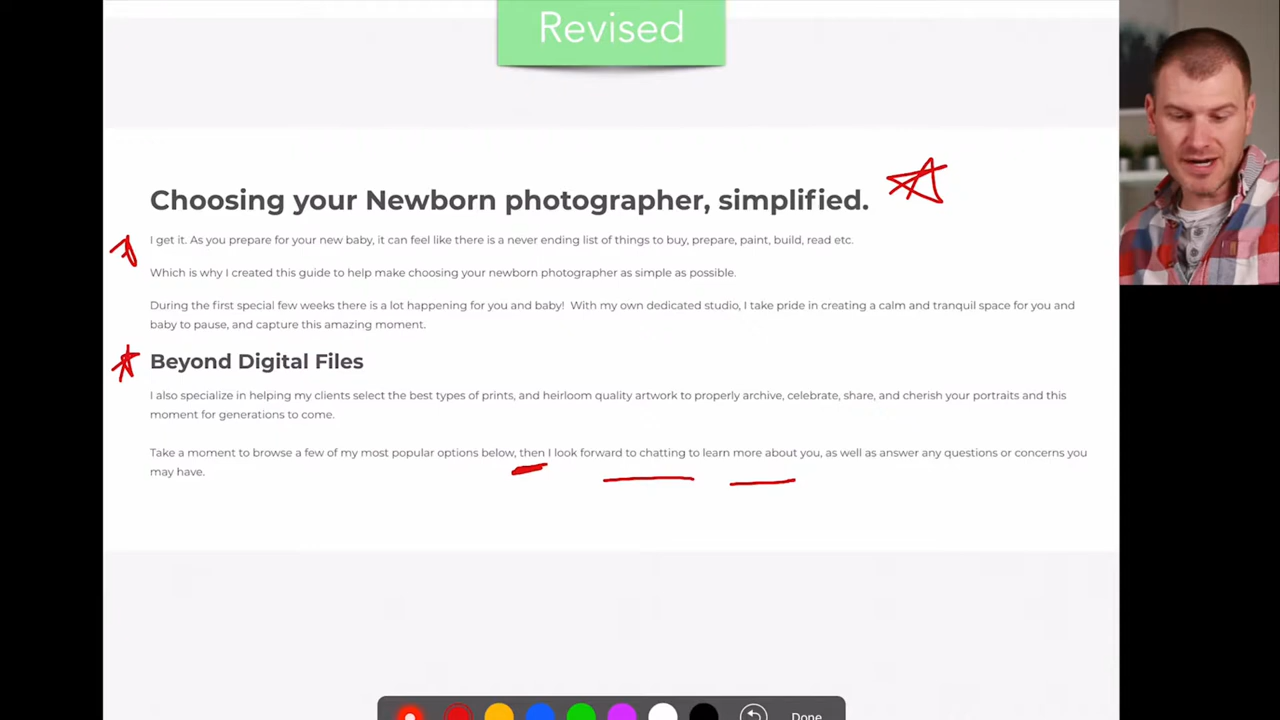 Revised
Choosing your Newborn photographer, simplified.
I get it. As you prepare for your new baby, it can feel like there is a never ending list of things to buy, prepare, paint, build, read etc.
Which is why I created this guide to help make choosing your newborn photographer as simple as possible.
During the first special few weeks there is a lot happening for you and baby!  With my own dedicated studio, I take pride in creating a calm and tranquil space for you and
baby to pause, and capture this amazing moment.
Beyond Digital Files
I also specialize in helping my clients select the best types of prints, and heirloom quality artwork to properly archive, celebrate, share, and cherish your portraits and this
moment for generations to come.
Take a moment to browse a few of my most popular options below, then I look forward to chatting to learn more about you, as well as answer any questions or concerns you
may have.
Done